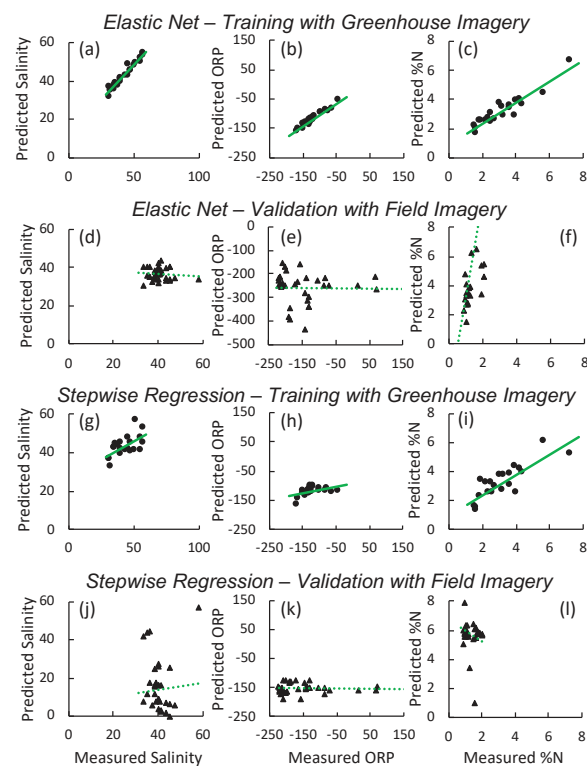 Elastic Net – Training with Greenhouse Imagery
(a) (b) (c)
Predicted Salinity
60 40 20 0
0 50 100
Predicted ORP
150 50 -50 -150 -250
-250 -150 -50 50 150
Predicted %N
8 6 4 2 0
0 2 4 6 8
Elastic Net – Validation with Field Imagery
(d) (e) (f)
Predicted Salinity
60 40 20 0
0 20 40 60
Predicted ORP
0 -100 -200 -300 -400 -500
-250 -150 -50 50 150
Predicted %N
8 6 4 2 0
0 2 4 6 8
Stepwise Regression – Training with Greenhouse Imagery
(g) (h) (i)
Predicted Salinity
60 40 20 0
0 50 100
Predicted ORP
150 50 -50 -150 -250
-250 -150 -50 50 150
Predicted %N
8 6 4 2 0
0 2 4 6 8
Stepwise Regression – Validation with Field Imagery
(j) (k) (l)
Predicted Salinity
60 40 20 0
0 20 40 60
Measured Salinity
Predicted ORP
150 50 -50 -150 -250
-250 -150 -50 50 150
Measured ORP
Predicted %N
8 6 4 2 0
0 2 4 6 8
Measured %N